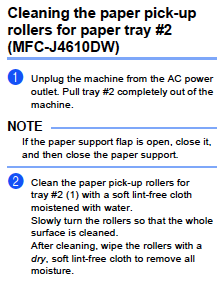 Cleaning the paper pick-up
rollers for paper tray #2
(MFC-J4610DW)
1 Unplug the machine from the AC power
outlet. Pull tray #2 completely out of the
machine.
NOTE
If the paper support flap is open, close it,
and then close the paper support.
2 Clean the paper pick-up rollers for
tray #2 (1) with a soft lint-free cloth
moistened with water.
Slowly turn the rollers so that the whole
surface is cleaned.
After cleaning, wipe the rollers with a
dry, soft lint-free cloth to remove all
moisture.